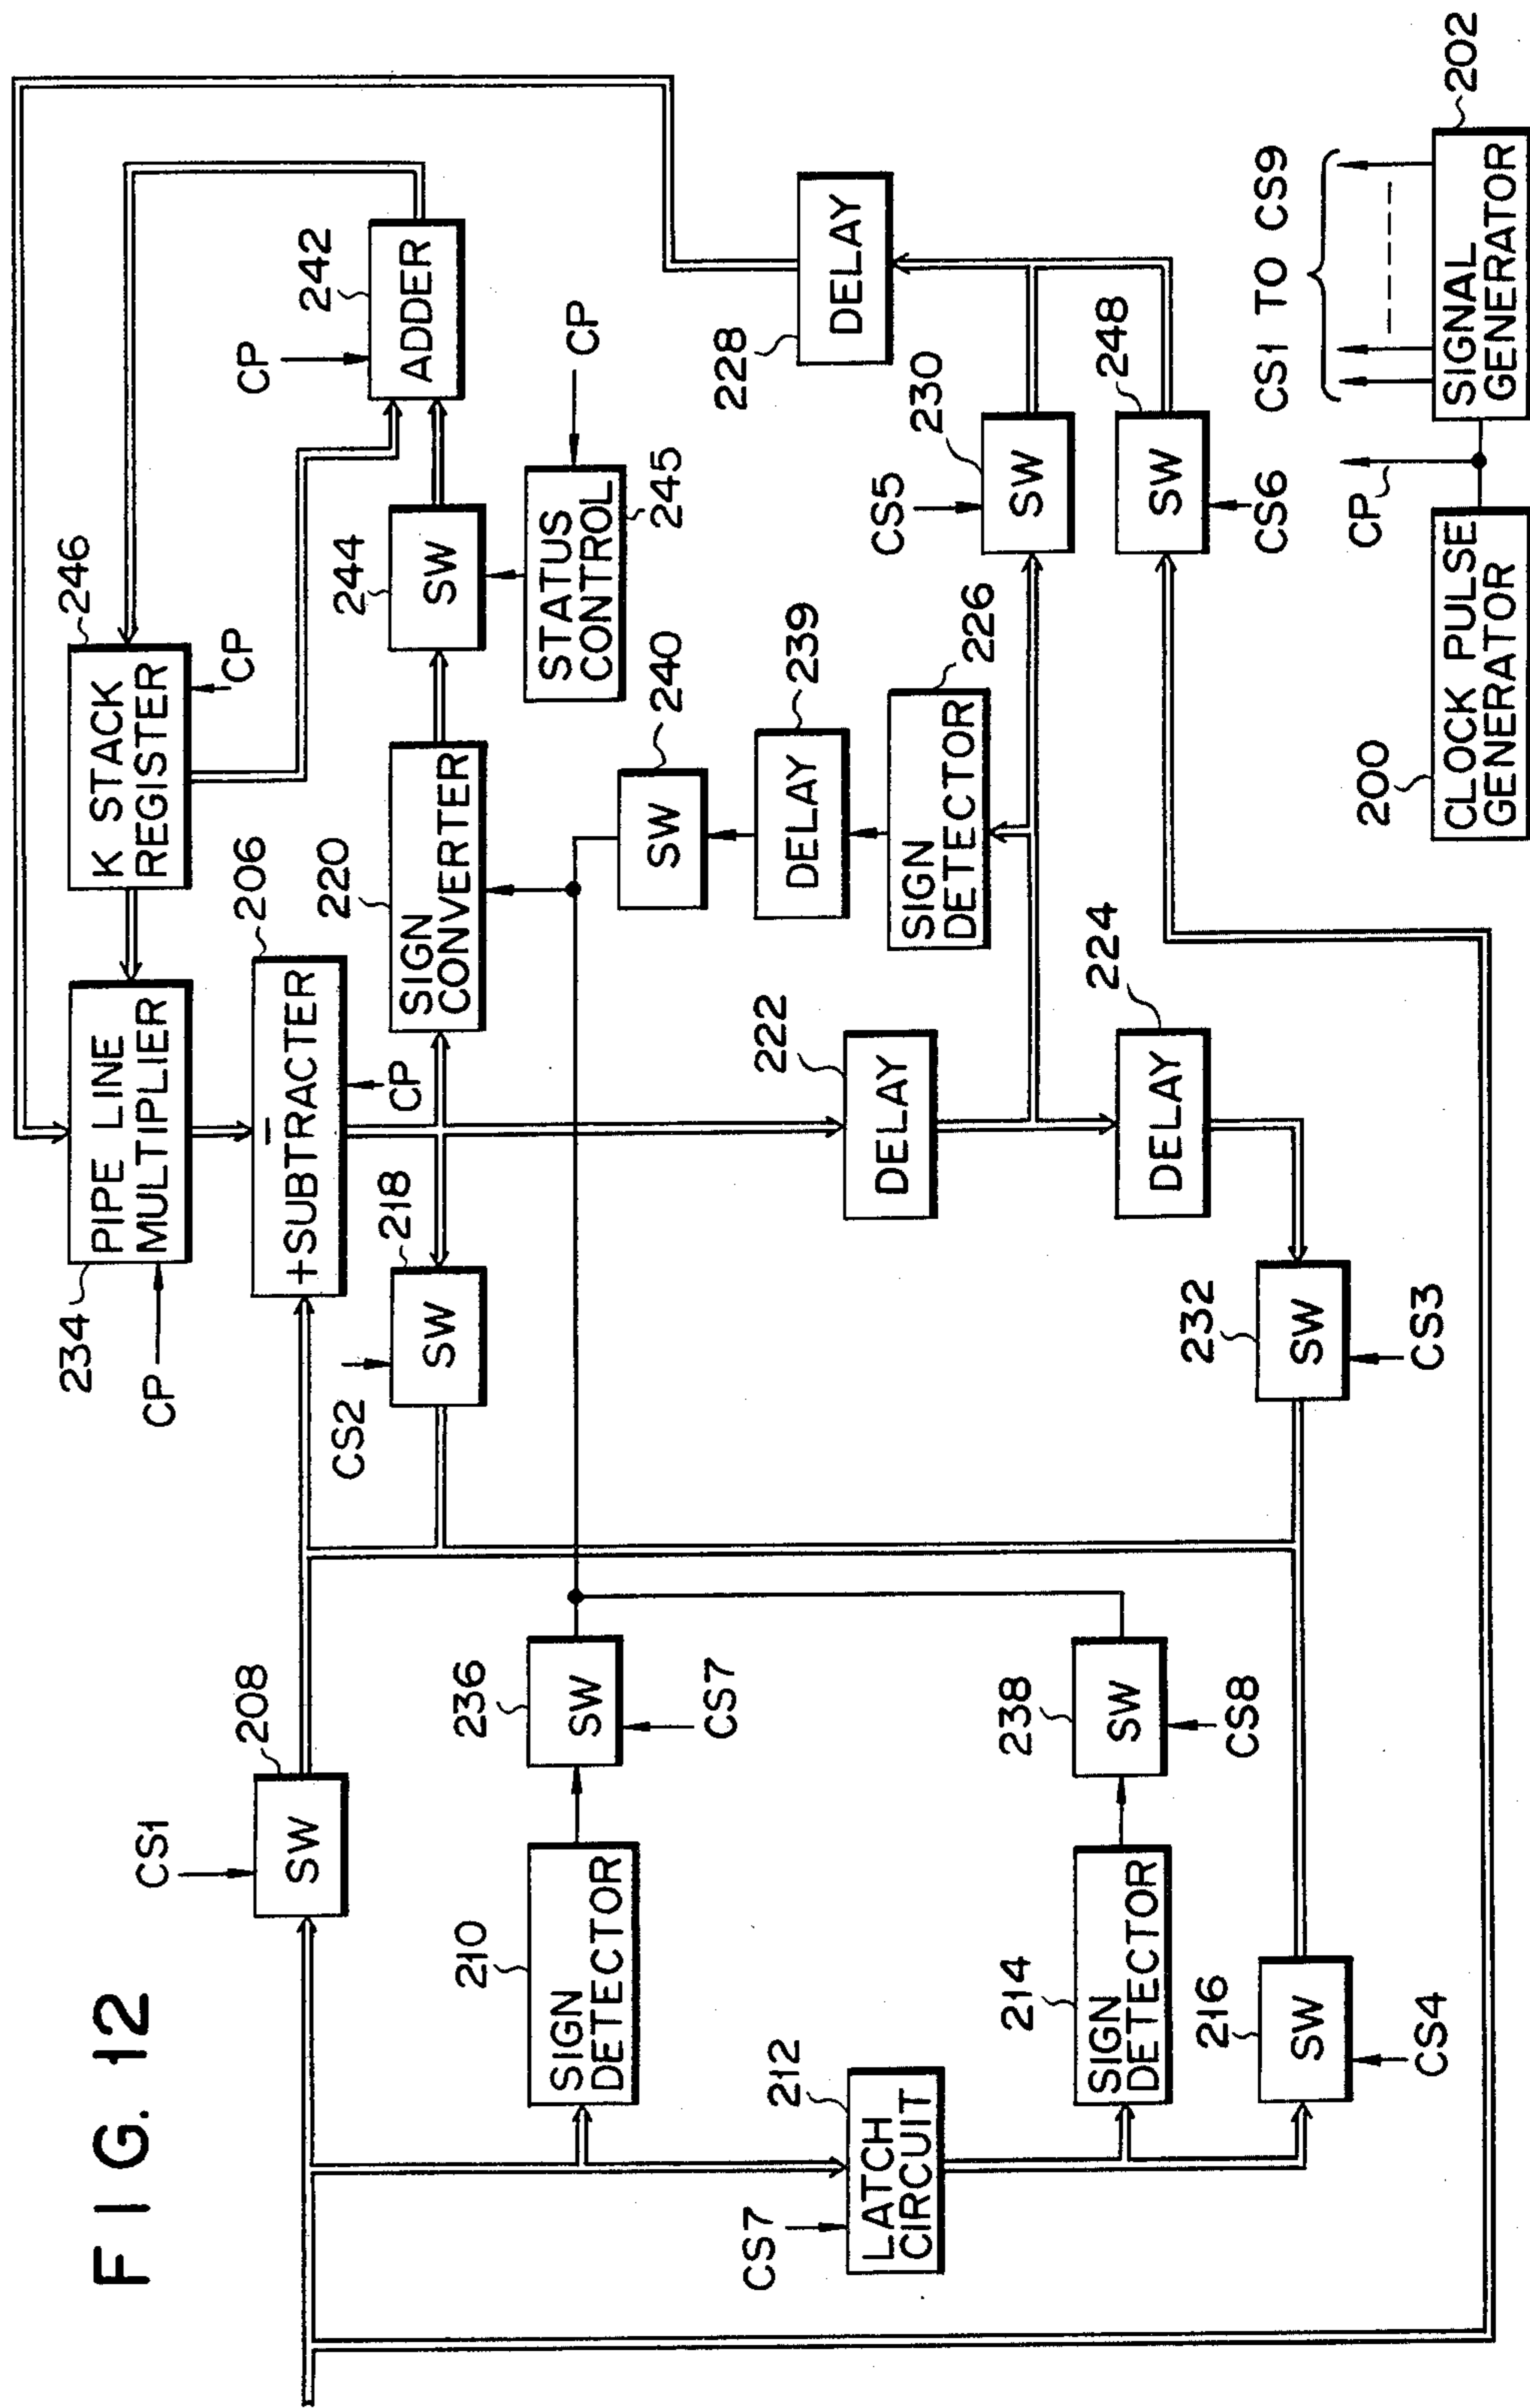 FIG. 12
234
PIPE LINE
MULTIPLIER
CP
246
K STACK
REGISTER
CP
206
−
+SUBTRACTER
CP
CS1
208
SW
CS2
218
SW
220
SIGN
CONVERTER
244
SW
CP
242
ADDER
STATUS
CONTROL
245
CP
210
SIGN
DETECTOR
236
SW
CS7
240
SW
239
DELAY
226
SIGN
DETECTOR
228
DELAY
CS7
212
LATCH
CIRCUIT
222
DELAY
CS5
230
SW
214
SIGN
DETECTOR
238
SW
CS8
224
DELAY
248
SW
CS6
216
SW
CS4
232
SW
CS3
200
CLOCK PULSE
GENERATOR
CP
CS1 TO CS9
SIGNAL
GENERATOR
202